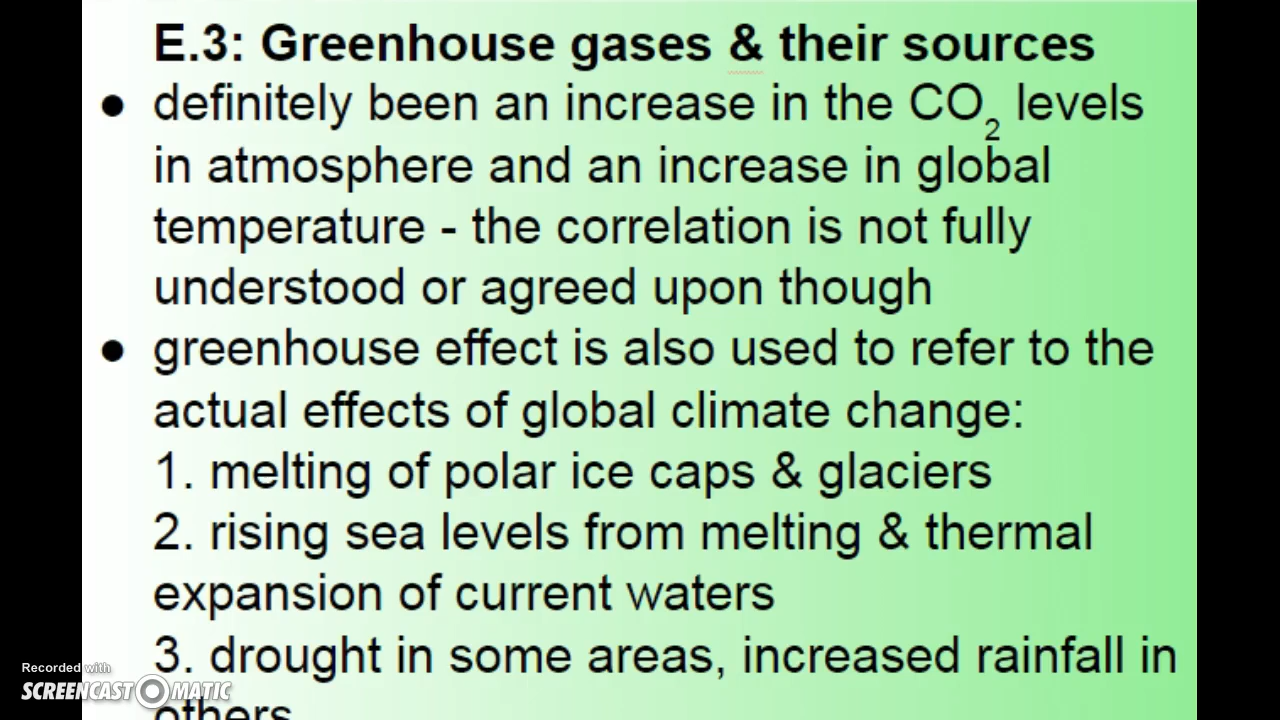 E.3: Greenhouse gases & their sources
● definitely been an increase in the CO₂ levels
in atmosphere and an increase in global
temperature - the correlation is not fully
understood or agreed upon though
● greenhouse effect is also used to refer to the
actual effects of global climate change:
1. melting of polar ice caps & glaciers
2. rising sea levels from melting & thermal
expansion of current waters
3. drought in some areas, increased rainfall in
others
Recorded with
SCREENCAST-O-MATIC